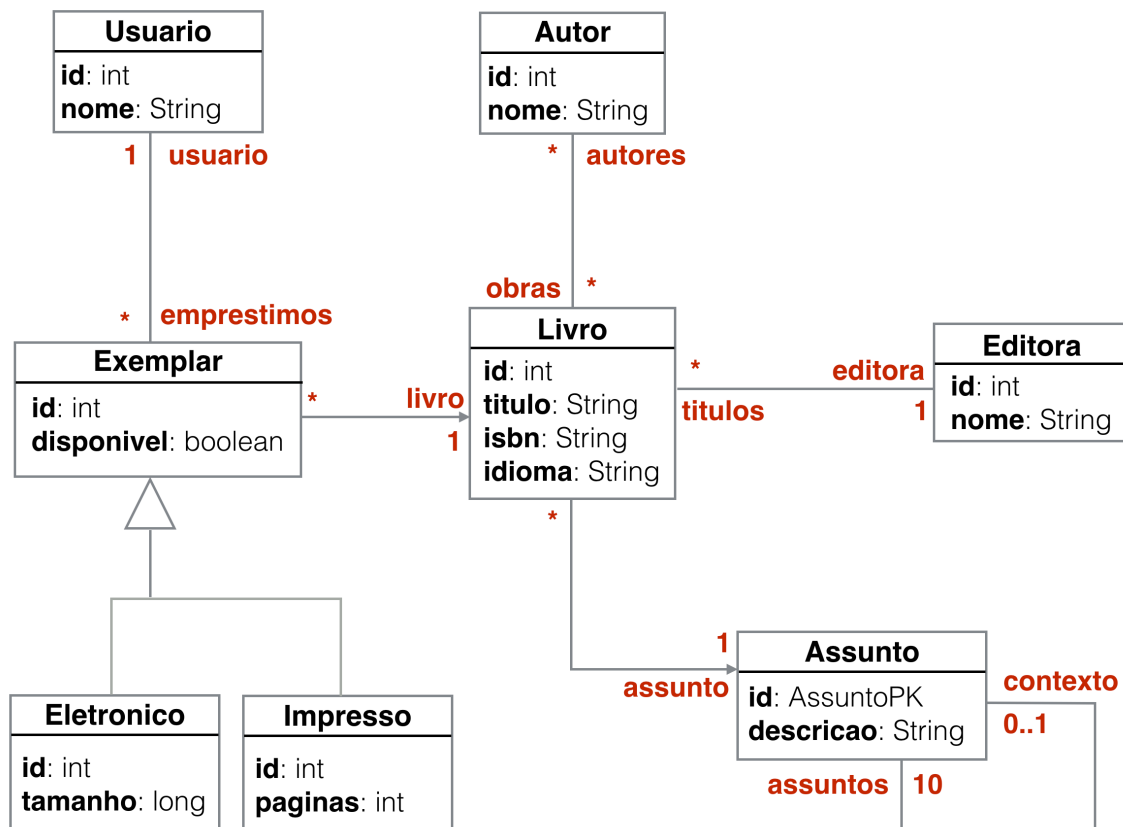 Usuario
id: int
nome: String
1 usuario
* emprestimos
Autor
id: int
nome: String
* autores
obras *
Exemplar
id: int
disponivel: boolean
* livro
1
Livro
id: int
titulo: String
isbn: String
idioma: String
* editora
titulos 1
Editora
id: int
nome: String
*
1
assunto
Assunto
id: AssuntoPK
descricao: String
contexto
0..1
assuntos 10
Eletronico
id: int
tamanho: long
Impresso
id: int
paginas: int